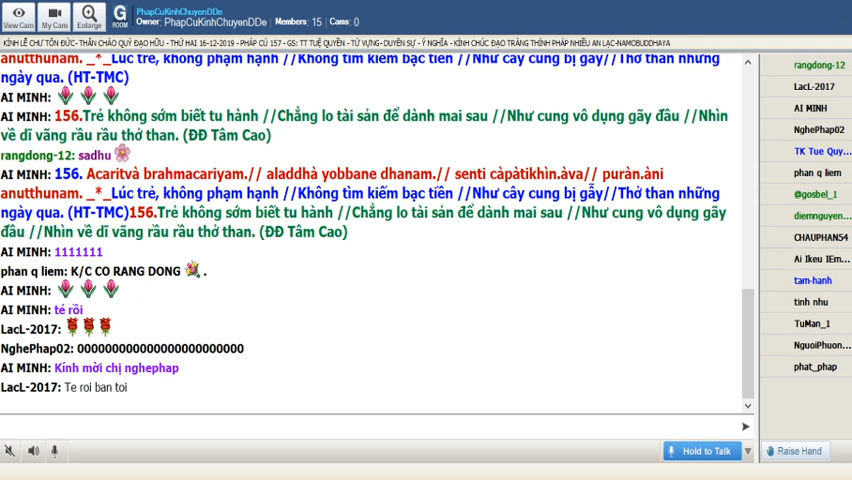 PhapCuKinhChuyenDDe
Owner: PhapCuKinhChuyenDDe Members: 15 Cams: 0
View Cam
My Cam
Enlarge
G
ROOM
KÍNH LỄ CHƯ TÔN ĐỨC- THÂN CHÀO QUÝ ĐẠO HỮU - THỨ HAI 16-12-2019 - PHÁP CÚ 157 - GS: TT TUỆ QUYỀN - TỪ VỰNG- DUYÊN SỰ - Ý NGHĨA - KÍNH CHÚC ĐẠO TRÀNG THÍNH PHÁP NHIỀU AN LẠC-NAMOBUDDHAYA
anutthunam. _*_Lúc trẻ, không phạm hạnh //Không tìm kiếm bạc tiền //Như cây cung bị gẫy//Thở than những
ngày qua. (HT-TMC)
AI MINH:
AI MINH: 156.Trẻ không sớm biết tu hành //Chẳng lo tài sản để dành mai sau //Như cung vô dụng gãy đâu //Nhìn
về dĩ vãng rầu rầu thở than. (ĐĐ Tâm Cao)
rangdong-12: sadhu
AI MINH: 156. Acaritvà brahmacariyam.// aladdhà yobbane dhanam.// senti càpàtikhìn.àva// puràn.àni
anutthunam. _*_Lúc trẻ, không phạm hạnh //Không tìm kiếm bạc tiền //Như cây cung bị gẫy//Thở than những
ngày qua. (HT-TMC)156.Trẻ không sớm biết tu hành //Chẳng lo tài sản để dành mai sau //Như cung vô dụng gãy
đâu //Nhìn về dĩ vãng rầu rầu thở than. (ĐĐ Tâm Cao)
AI MINH: 1111111
phan q liem: K/C CO RANG DONG .
AI MINH:
AI MINH: té rồi
LacL-2017:
NghePhap02: 000000000000000000000000
AI MINH: Kính mời chị nghephap
LacL-2017: Te roi ban toi
Hold to Talk
rangdong-12
LacL-2017
AI MINH
NghePhap02
TK Tue Quy...
phan q liem
@gosbel_1
diemnguyen...
CHAUPHAN54
Ai Ikeu IEm...
tam-hanh
tinh nhu
TuMan_1
NguoiPhuon...
phat_phap
Raise Hand